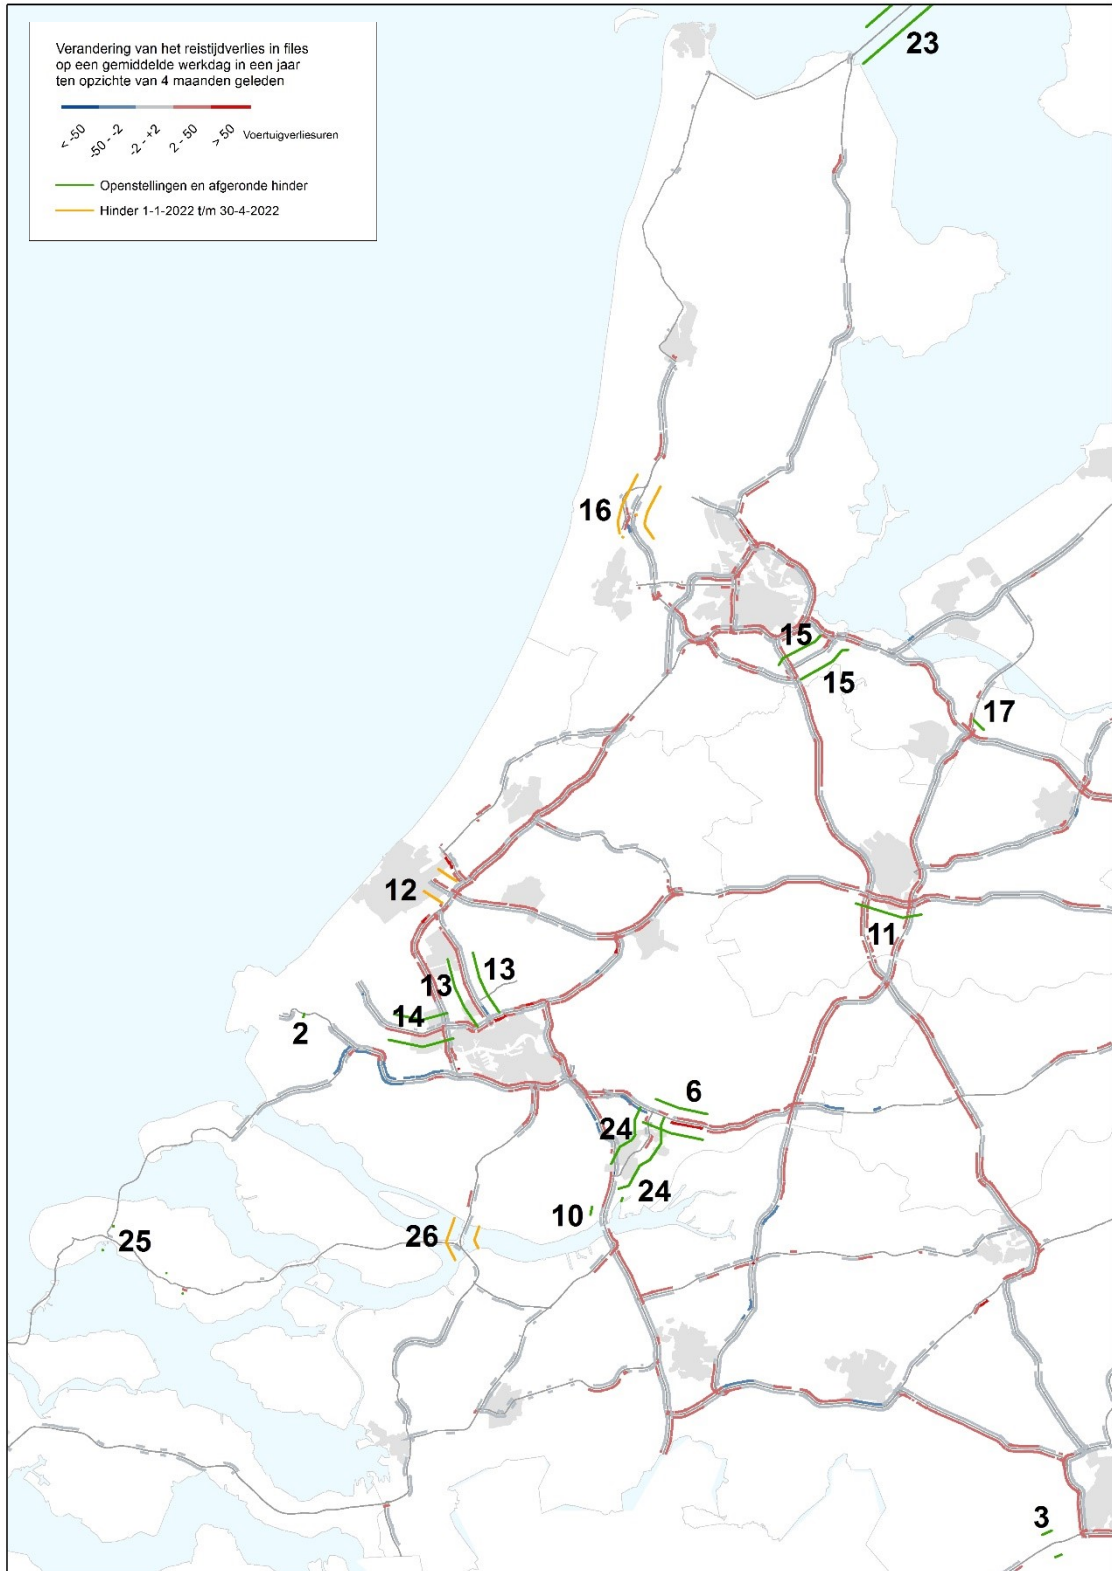 Verandering van het reistijdverlies in files
op een gemiddelde werkdag in een jaar
ten opzichte van 4 maanden geleden
< -50
-50 - -2
-2 - +2
2 - 50
> 50
Voertuigverliesuren
Openstellingen en afgeronde hinder
Hinder 1-1-2022 t/m 30-4-2022
23
16
15
15
17
12
11
13
13
14
2
6
24
24
10
26
25
3